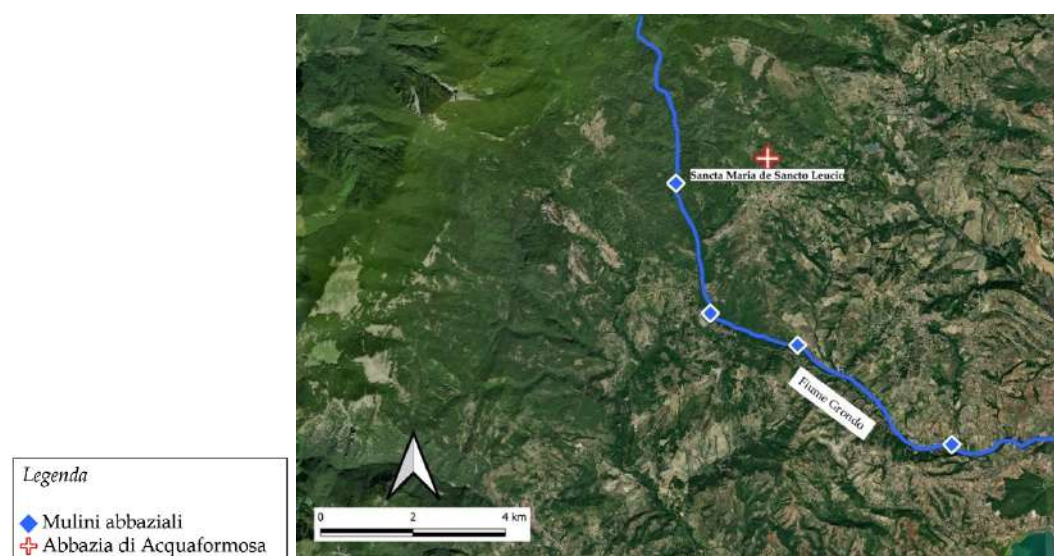 Sancta Maria de Sancto Leucio
Fiume Grondo
0 2 4 km
Legenda
Mulini abbaziali
Abbazia di Acquaformosa